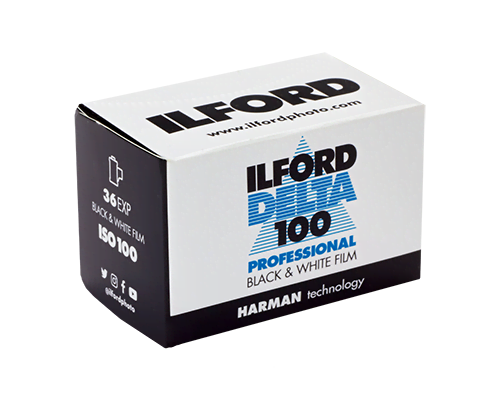 ILFORD
www.ilfordphoto.com
ILFORD
DELTA
100
PROFESSIONAL
BLACK & WHITE FILM
HARMAN technology
36 EXP
BLACK & WHITE FILM
ISO 100
@ilfordphoto